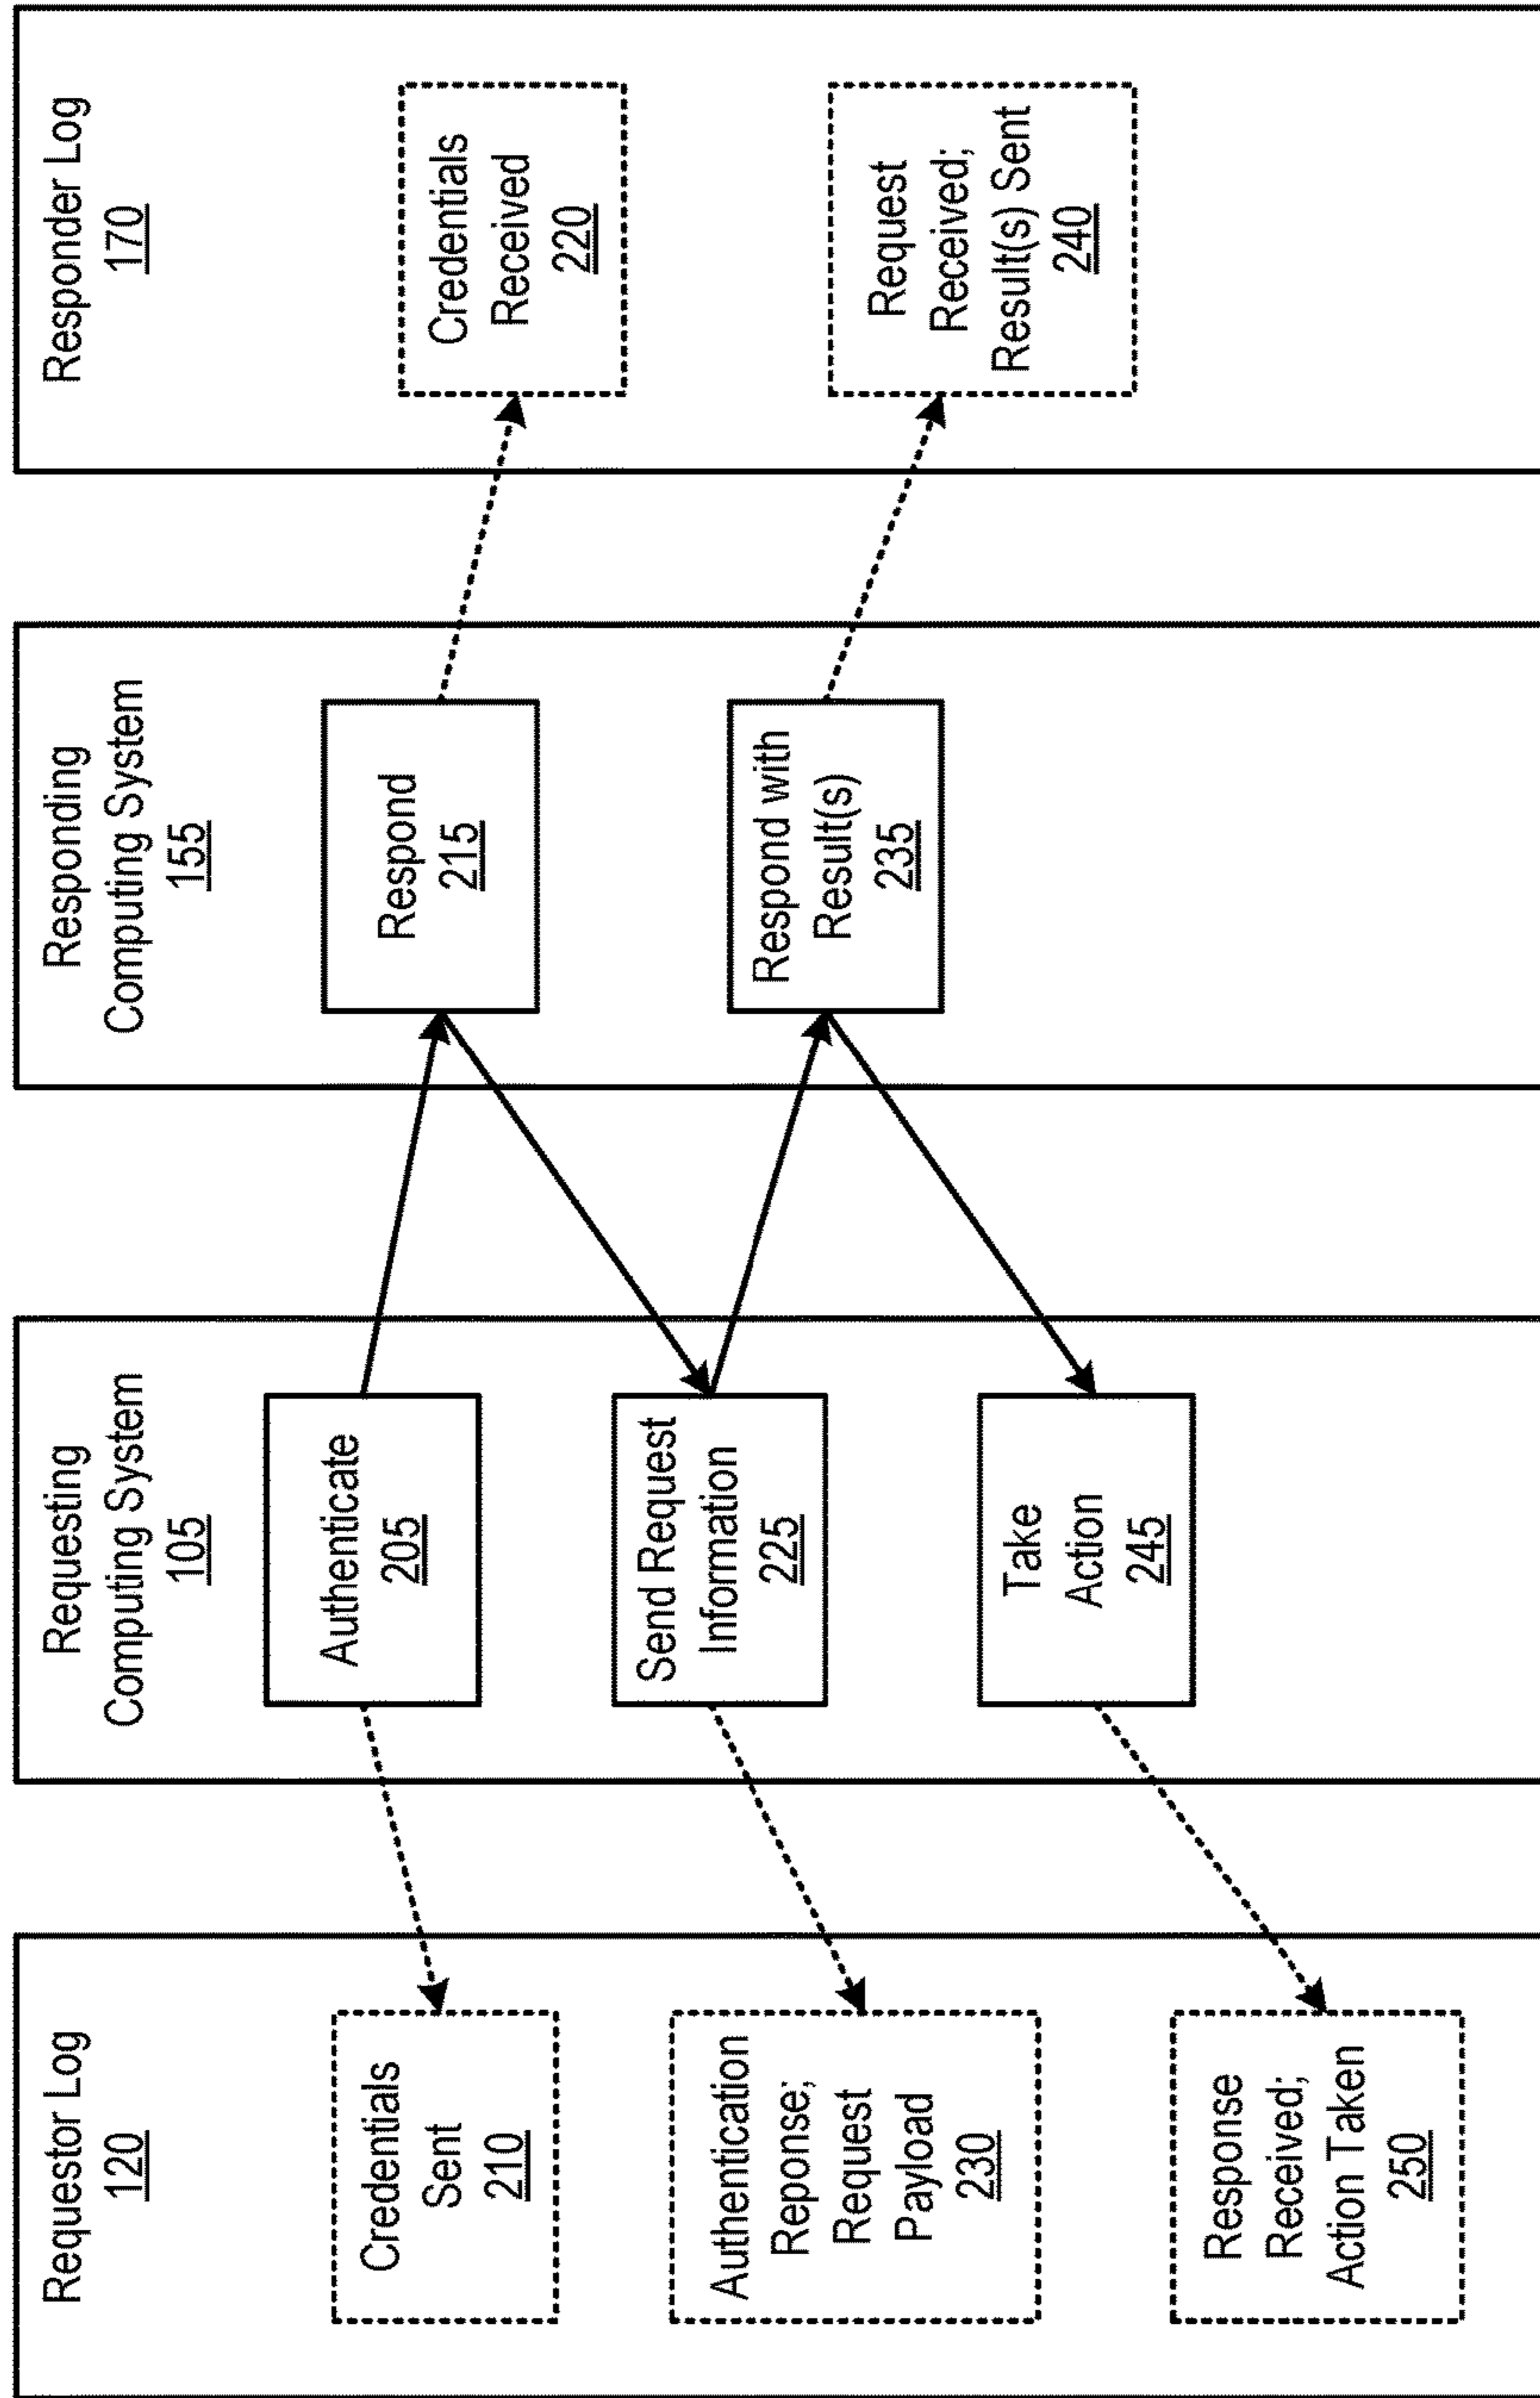 Requestor Log
120
Credentials
Sent
210
Authentication
Reponse;
Request
Payload
230
Response
Received;
Action Taken
250
Requesting
Computing System
105
Authenticate
205
Send Request
Information
225
Take
Action
245
Responding
Computing System
155
Respond
215
Respond with
Result(s)
235
Responder Log
170
Credentials
Received
220
Request
Received;
Result(s) Sent
240